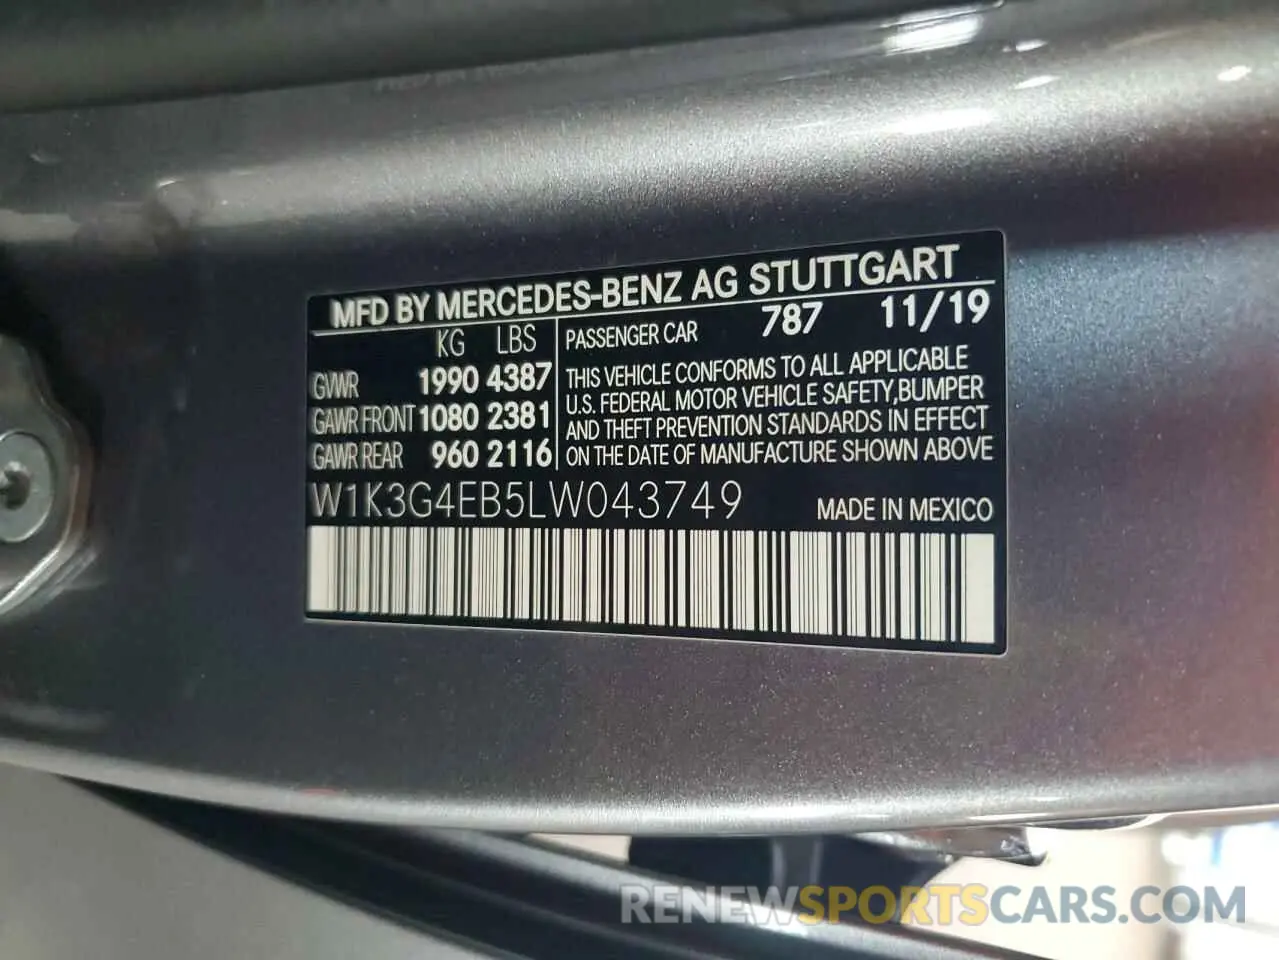 MFD BY MERCEDES-BENZ AG STUTTGART
KG LBS
GVWR 1990 4387
GAWR FRONT 1080 2381
GAWR REAR 960 2116
PASSENGER CAR 787 11/19
THIS VEHICLE CONFORMS TO ALL APPLICABLE
U.S. FEDERAL MOTOR VEHICLE SAFETY,BUMPER
AND THEFT PREVENTION STANDARDS IN EFFECT
ON THE DATE OF MANUFACTURE SHOWN ABOVE
W1K3G4EB5LW043749 MADE IN MEXICO
RENEWSPORTSCARS.COM